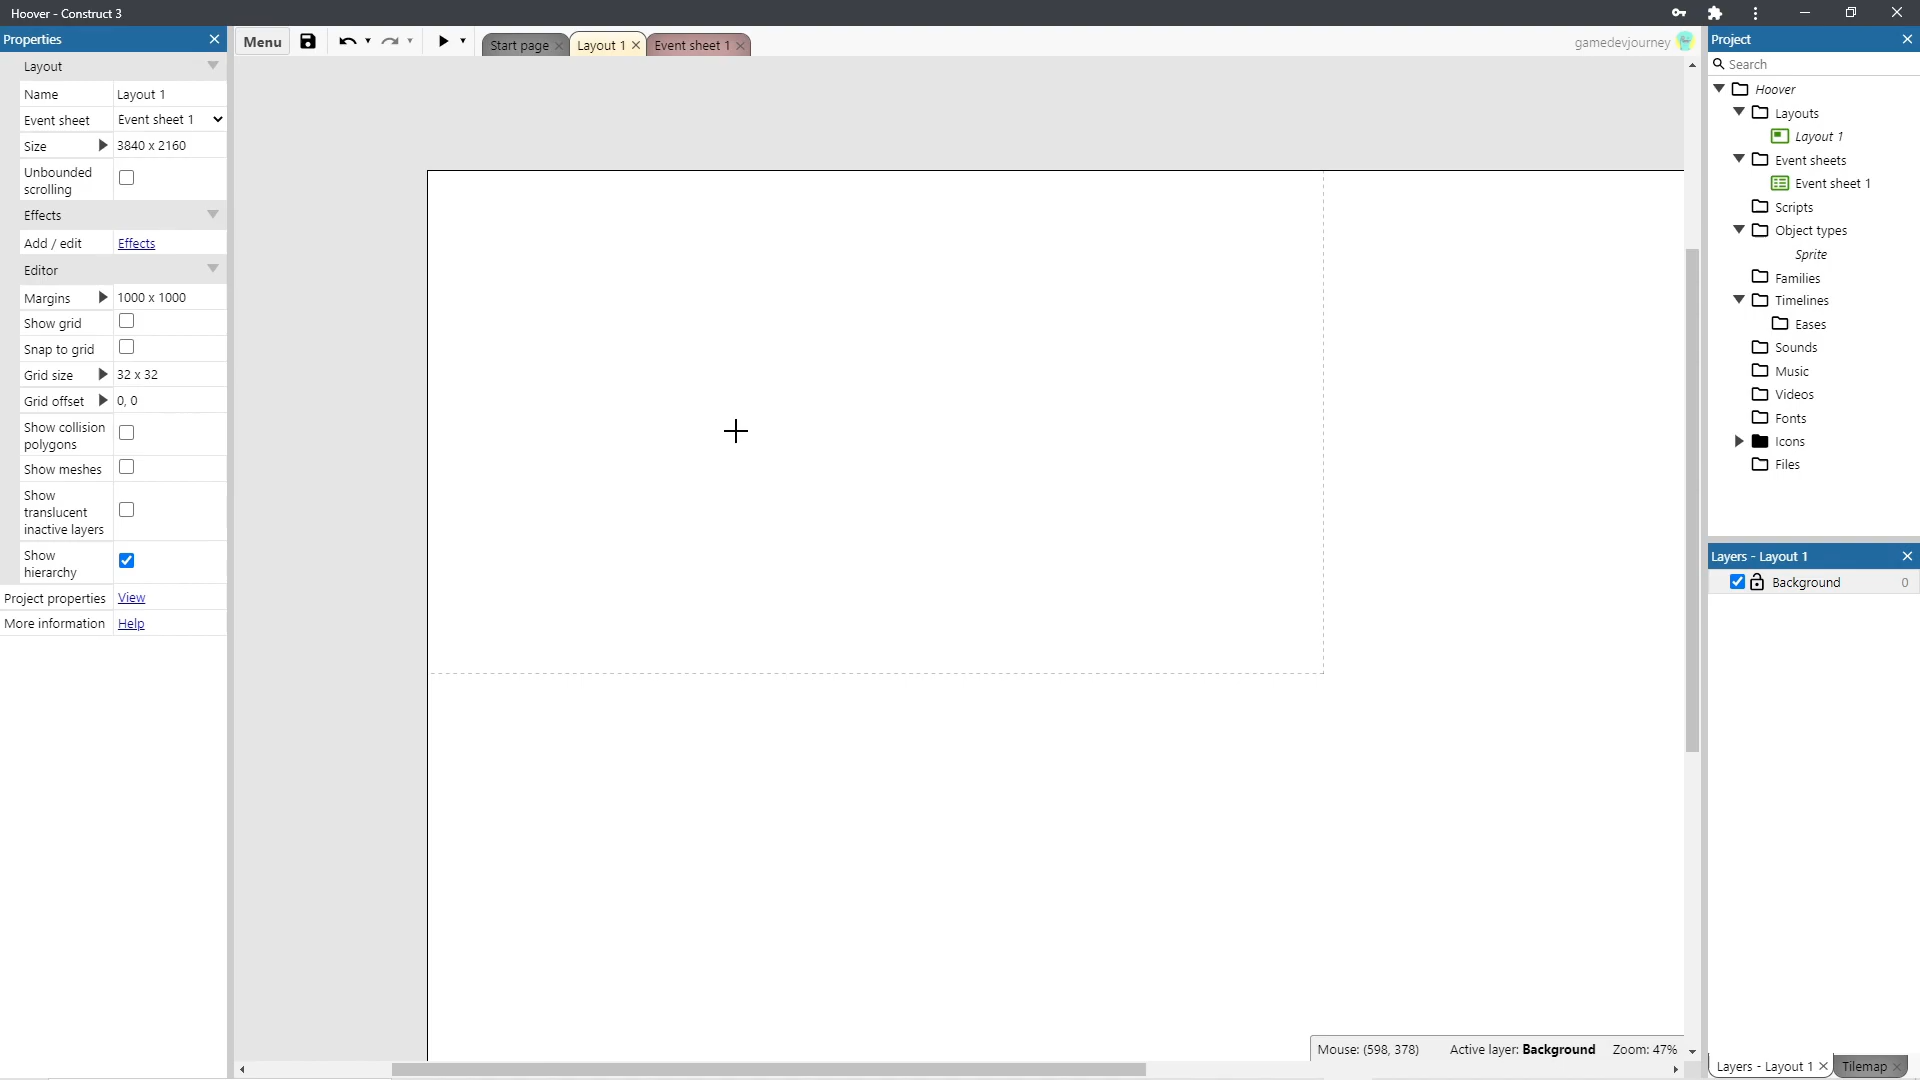 Hoover - Construct 3
Properties
Menu
Start page
Layout 1
Event sheet 1
gamedevjourney
Project
Layout
Name Layout 1
Event sheet Event sheet 1
Size 3840 x 2160
Unbounded
scrolling
Effects
Add / edit Effects
Editor
Margins 1000 x 1000
Show grid
Snap to grid
Grid size 32 x 32
Grid offset 0, 0
Show collision
polygons
Show meshes
Show
translucent
inactive layers
Show
hierarchy
Project properties View
More information Help
Search
Hoover
Layouts
Layout 1
Event sheets
Event sheet 1
Scripts
Object types
Sprite
Families
Timelines
Eases
Sounds
Music
Videos
Fonts
Icons
Files
Layers - Layout 1
Background 0
Mouse: (598, 378) Active layer: Background Zoom: 47%
Layers - Layout 1
Tilemap